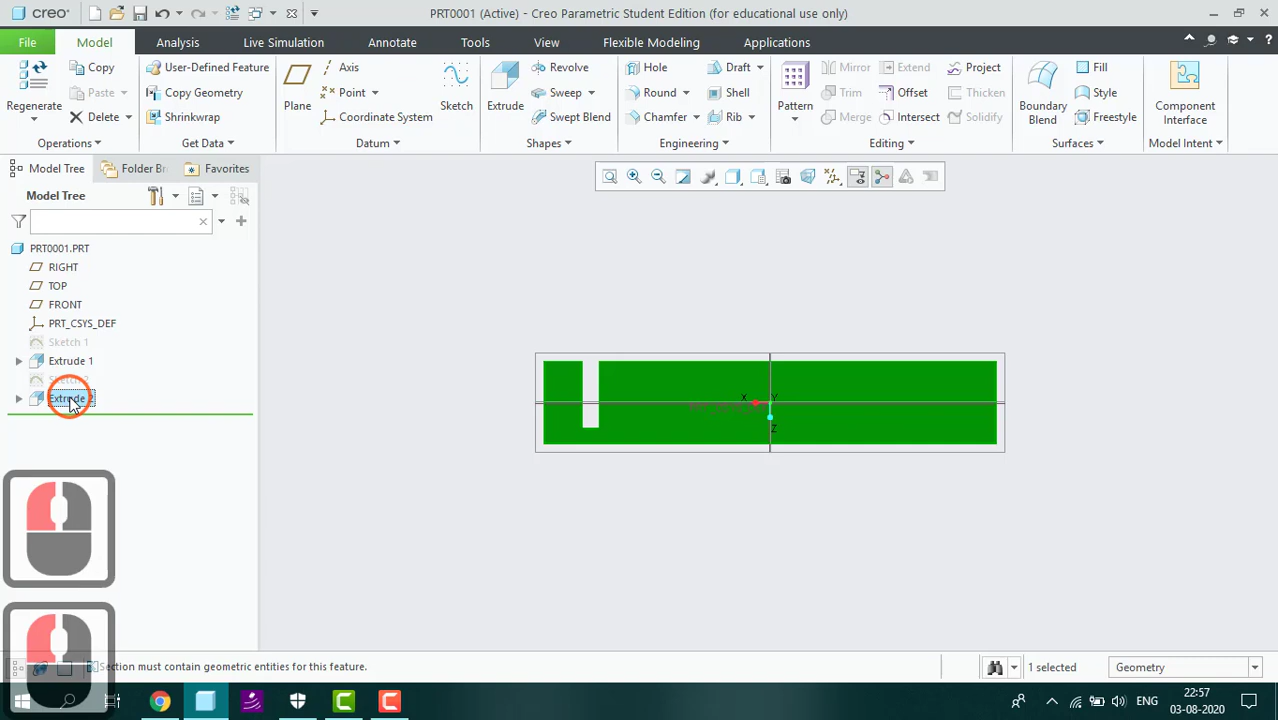 creo PRT0001 (Active) - Creo Parametric Student Edition (for educational use only)
File Model Analysis Live Simulation Annotate Tools View Flexible Modeling Applications
Regenerate Copy Paste Delete
User-Defined Feature Copy Geometry Shrinkwrap
Plane Axis Point Coordinate System Sketch
Extrude Revolve Sweep Swept Blend
Hole Round Chamfer Draft Shell Rib
Pattern Mirror Trim Merge Extend Offset Intersect Project Thicken Solidify
Boundary Blend Fill Style Freestyle
Component Interface
Operations Get Data Datum Shapes Engineering Editing Surfaces Model Intent
Model Tree Folder Br Favorites
Model Tree
PRT0001.PRT
RIGHT
TOP
FRONT
PRT_CSYS_DEF
Sketch 1
Extrude 1
Sketch 2
Extrude 2
X Y
Z
Section must contain geometric entities for this feature.
1 selected Geometry
ENG
22:57
03-08-2020